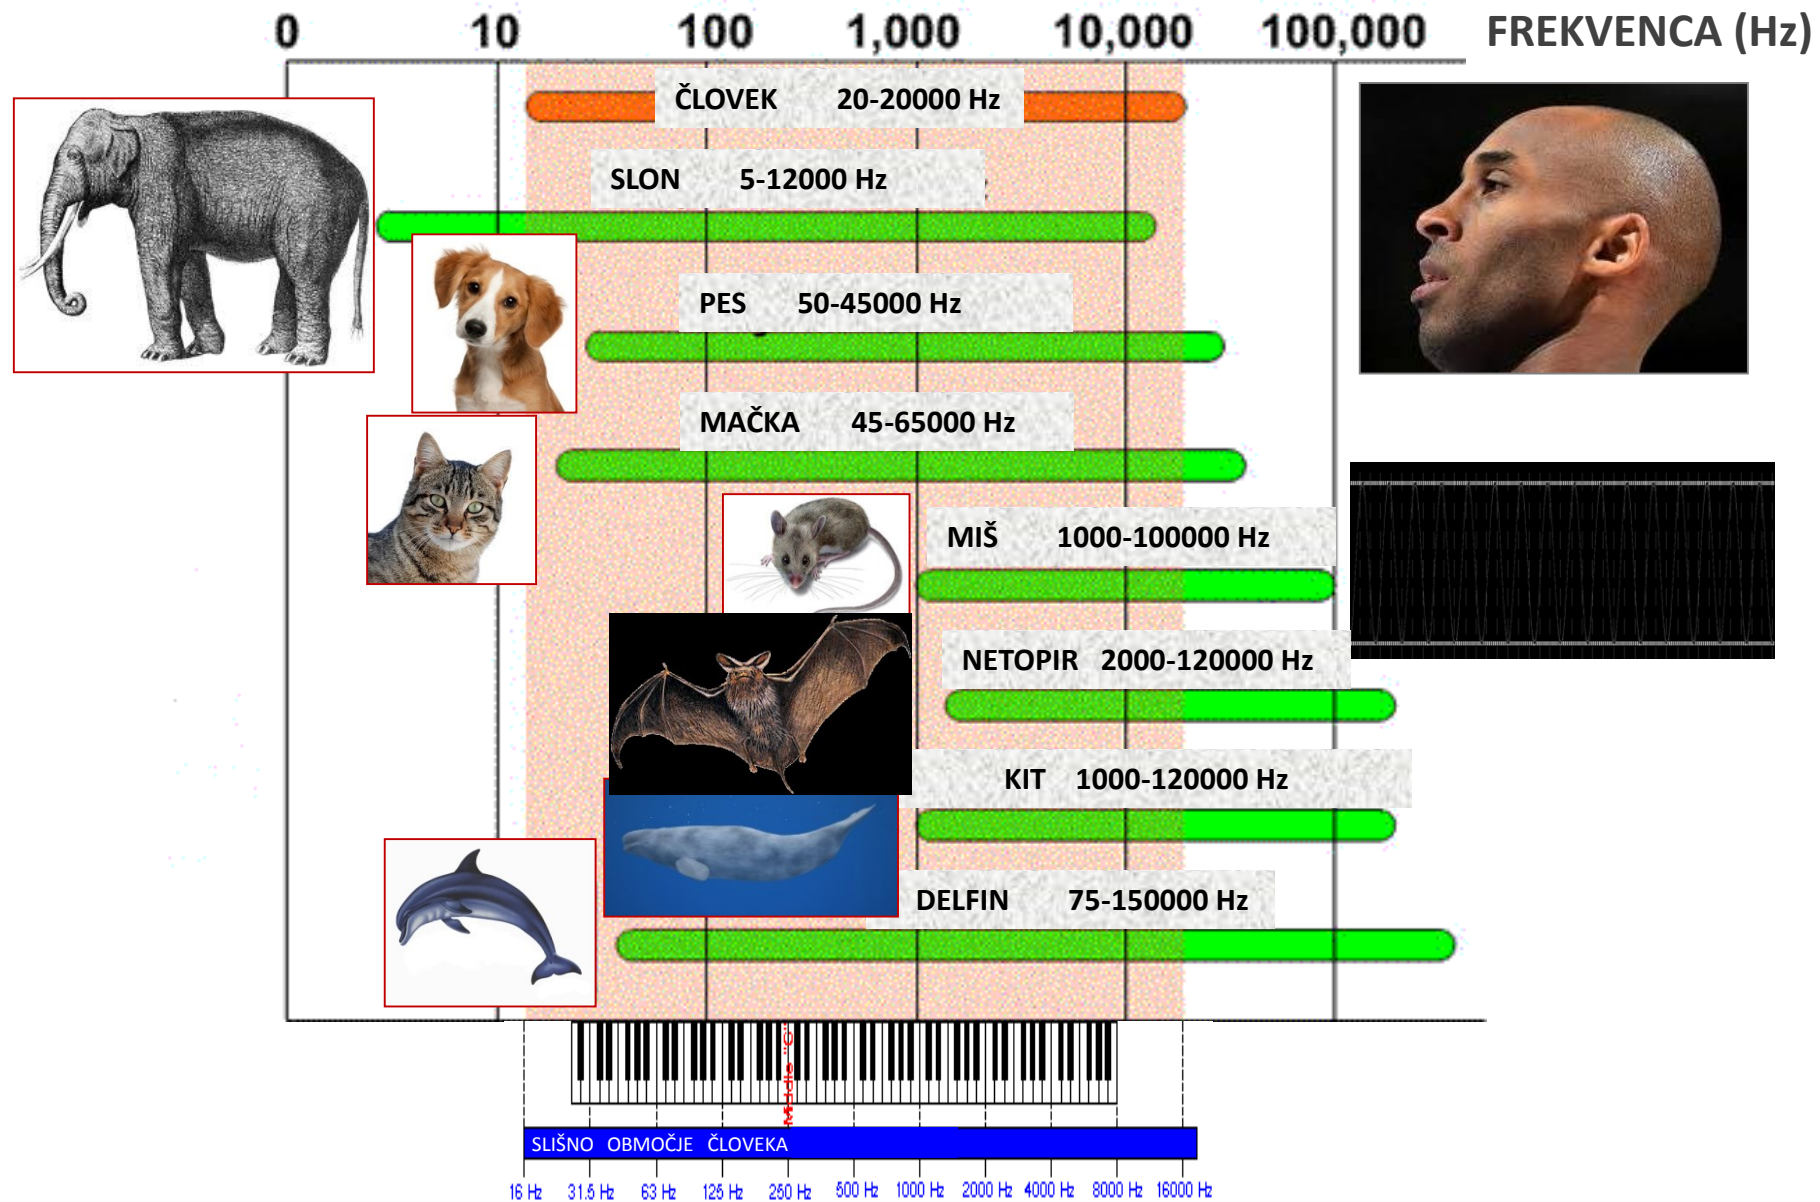 0 10 100 1,000 10,000 100,000 FREKVENCA (Hz)
ČLOVEK 20-20000 Hz
SLON 5-12000 Hz
PES 50-45000 Hz
MAČKA 45-65000 Hz
MIŠ 1000-100000 Hz
NETOPIR 2000-120000 Hz
KIT 1000-120000 Hz
DELFIN 75-150000 Hz
Middle "C"
SLIŠNO OBMOČJE ČLOVEKA
16 Hz 31.5 Hz 63 Hz 125 Hz 250 Hz 500 Hz 1000 Hz 2000 Hz 4000 Hz 8000 Hz 16000 Hz